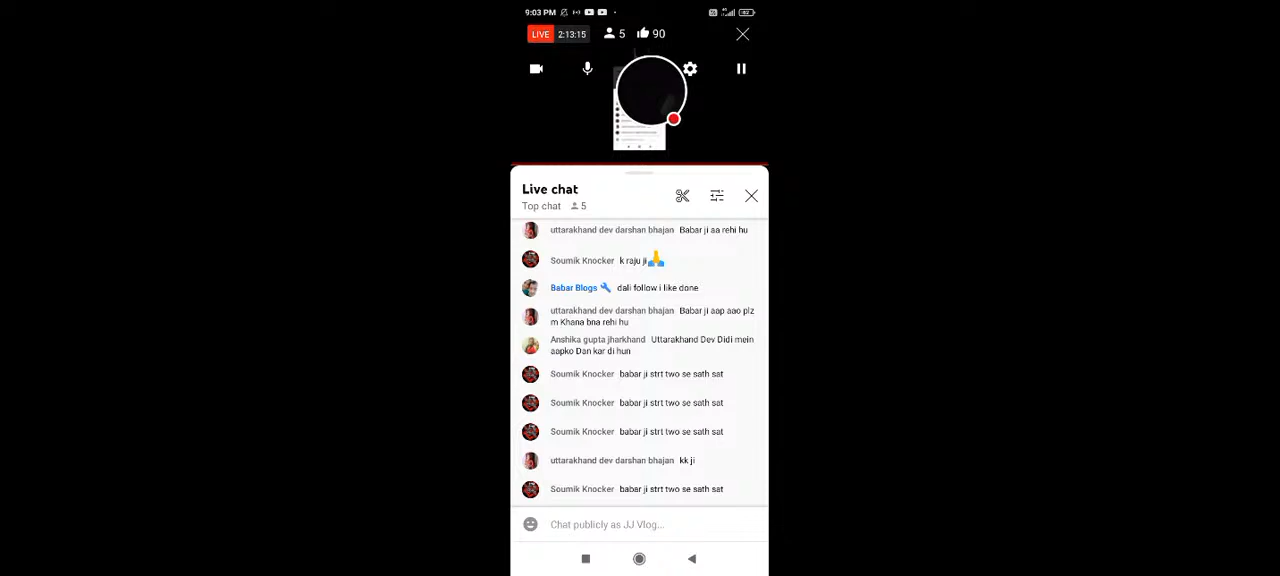 9:03 PM
LIVE 2:13:15 5 90
Live chat
Top chat 5
uttarakhand dev darshan bhajan Babar ji aa rehi hu
Soumik Knocker k raju ji🙏
Babar Blogs dali follow i like done
uttarakhand dev darshan bhajan Babar ji aap aao plz
m Khana bna rehi hu
Anshika gupta jharkhand Uttarakhand Dev Didi mein
aapko Dan kar di hun
Soumik Knocker babar ji strt two se sath sat
Soumik Knocker babar ji strt two se sath sat
Soumik Knocker babar ji strt two se sath sat
uttarakhand dev darshan bhajan kk ji
Soumik Knocker babar ji strt two se sath sat
Chat publicly as JJ Vlog...